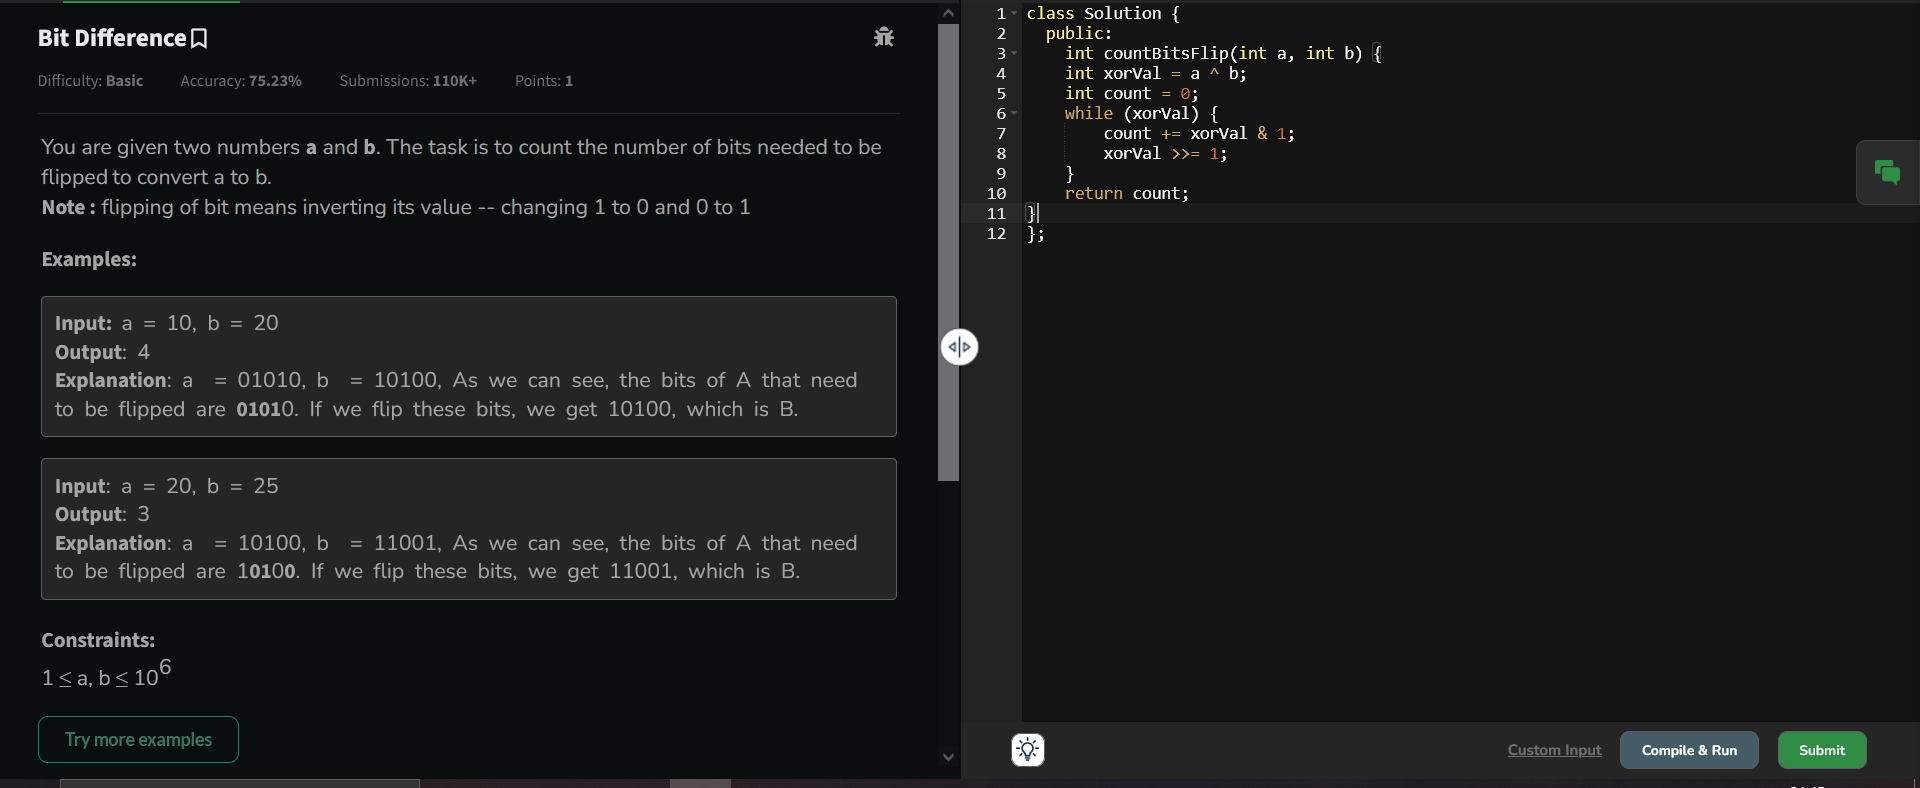 Bit Difference
Difficulty: Basic Accuracy: 75.23% Submissions: 110K+ Points: 1
You are given two numbers a and b. The task is to count the number of bits needed to be
flipped to convert a to b.
Note : flipping of bit means inverting its value -- changing 1 to 0 and 0 to 1
Examples:
Input: a = 10, b = 20
Output: 4
Explanation: a = 01010, b = 10100, As we can see, the bits of A that need
to be flipped are 01010. If we flip these bits, we get 10100, which is B.
Input: a = 20, b = 25
Output: 3
Explanation: a = 10100, b = 11001, As we can see, the bits of A that need
to be flipped are 10100. If we flip these bits, we get 11001, which is B.
Constraints:
1 ≤ a, b ≤ 10^6
Try more examples
1 class Solution {
2 public:
3 int countBitsFlip(int a, int b) {
4 int xorVal = a ^ b;
5 int count = 0;
6 while (xorVal) {
7 count += xorVal & 1;
8 xorVal >>= 1;
9 }
10 return count;
11 }
12 };
Custom Input
Compile & Run
Submit